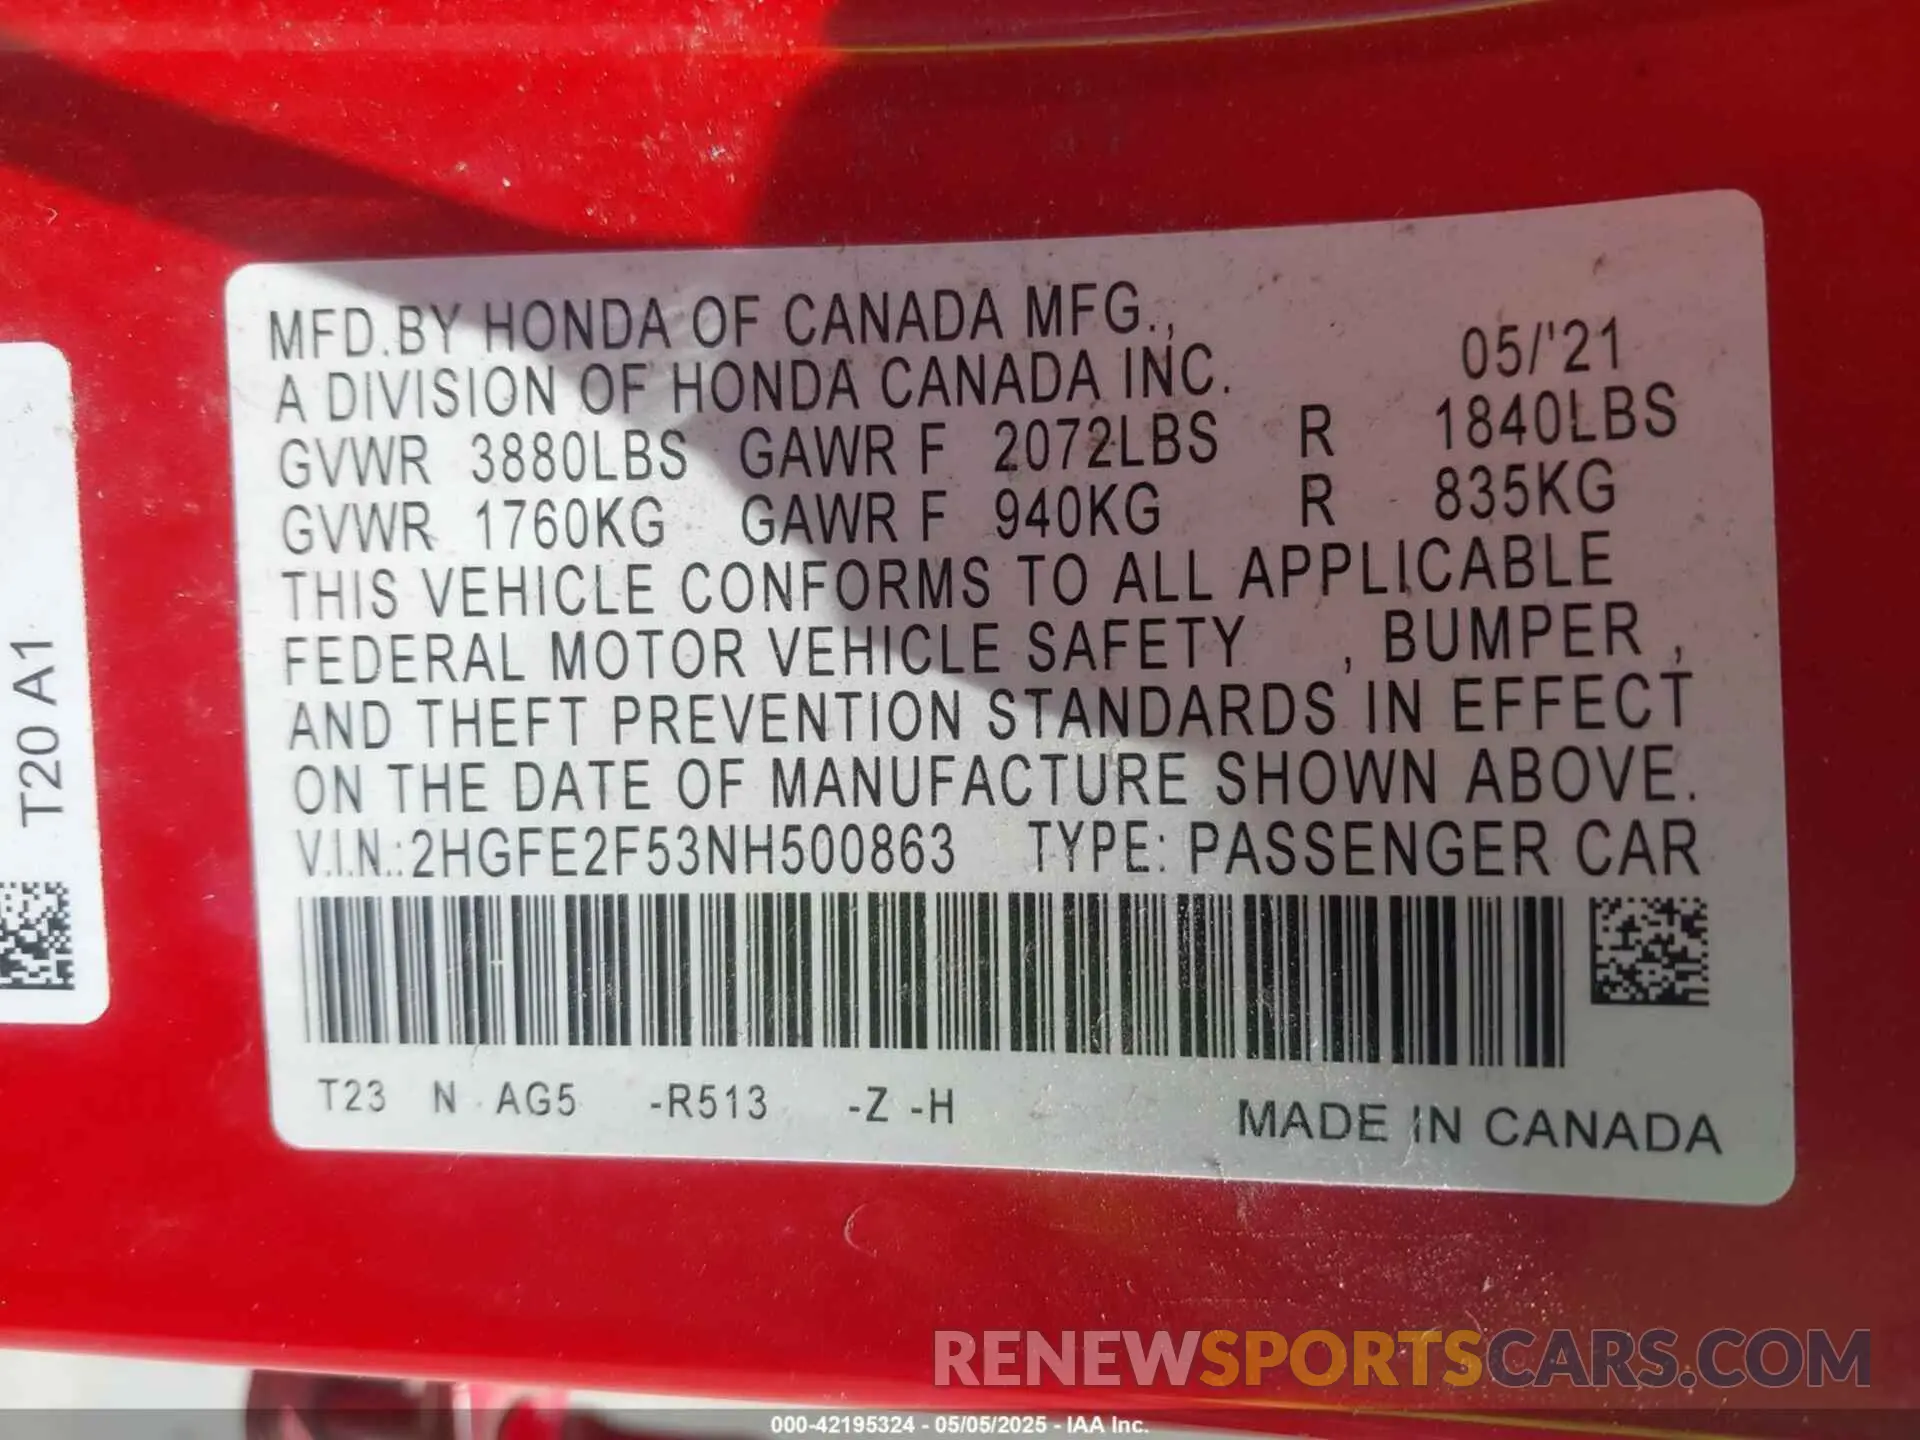 MFD.BY HONDA OF CANADA MFG.,
A DIVISION OF HONDA CANADA INC. 05/'21
GVWR 3880LBS GAWR F 2072LBS R 1840LBS
GVWR 1760KG GAWR F 940KG R 835KG
THIS VEHICLE CONFORMS TO ALL APPLICABLE
FEDERAL MOTOR VEHICLE SAFETY , BUMPER ,
AND THEFT PREVENTION STANDARDS IN EFFECT
ON THE DATE OF MANUFACTURE SHOWN ABOVE.
V.I.N.:2HGFE2F53NH500863 TYPE: PASSENGER CAR
T23 N AG5 -R513 -Z -H
MADE IN CANADA
T20 A1
RENEWSPORTSCARS.COM
000-42195324 - 05/05/2025 - IAA Inc.